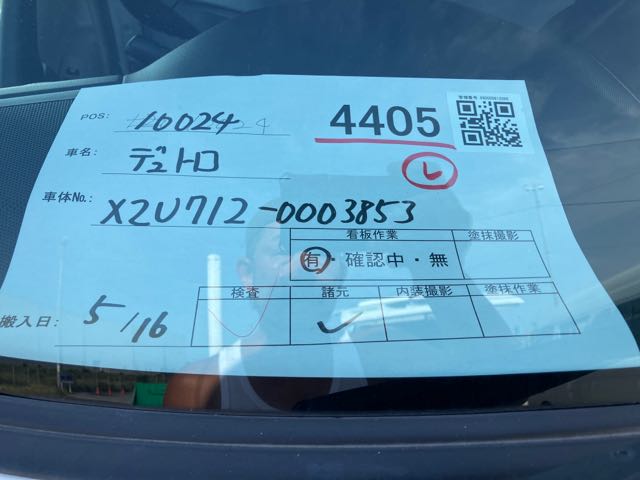 POS: 10024
4405
車名: デュトロ
車体No.: XZU712-0003853
看板作業 塗抹撮影
有・確認中・無
検査 諸元 内装撮影 塗抹作業
搬入日: 5/16